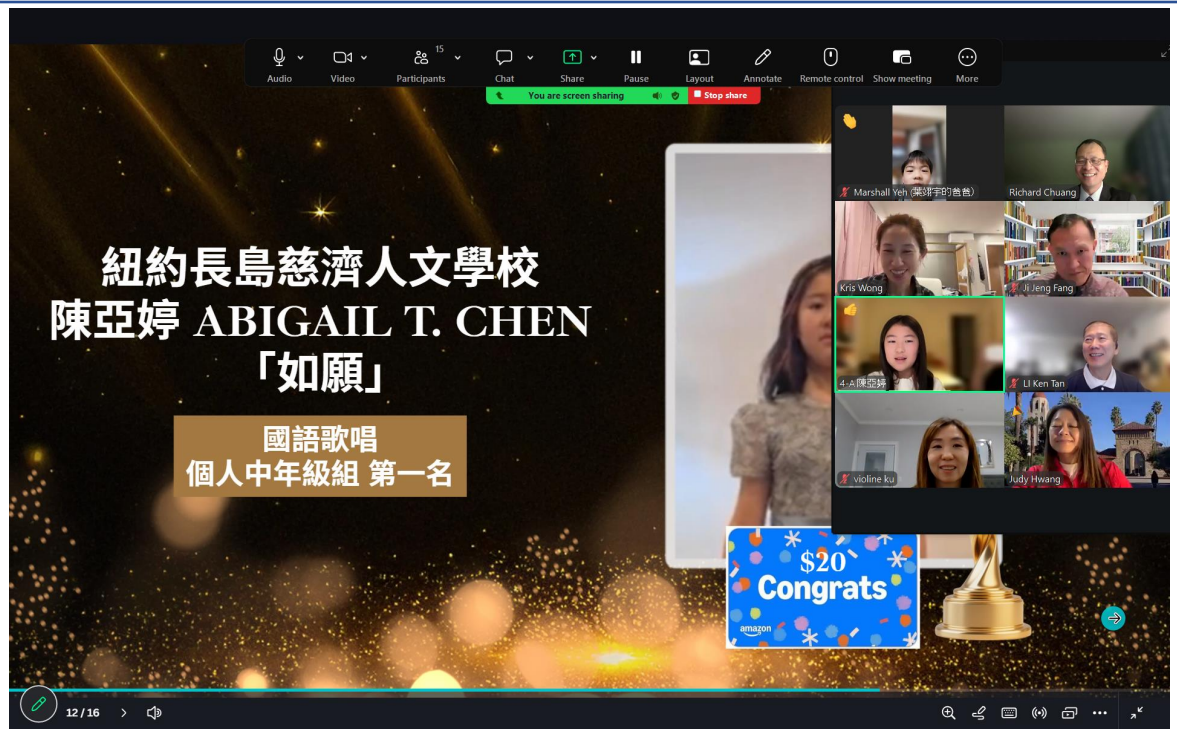 15
Audio
Video
Participants
Chat
Share
Pause
Layout
Annotate
Remote control
Show meeting
More
You are screen sharing
Stop share
紐約長島慈濟人文學校
陳亞婷 ABIGAIL T. CHEN
「如願」
國語歌唱
個人中年級組 第一名
Marshall Yeh (葉翊宇的爸爸)
Richard Chuang
Kris Wong
Ji Jeng Fang
4-A 陳亞婷
LI Ken Tan
violine ku
Judy Hwang
$20
Congrats
amazon
12 / 16